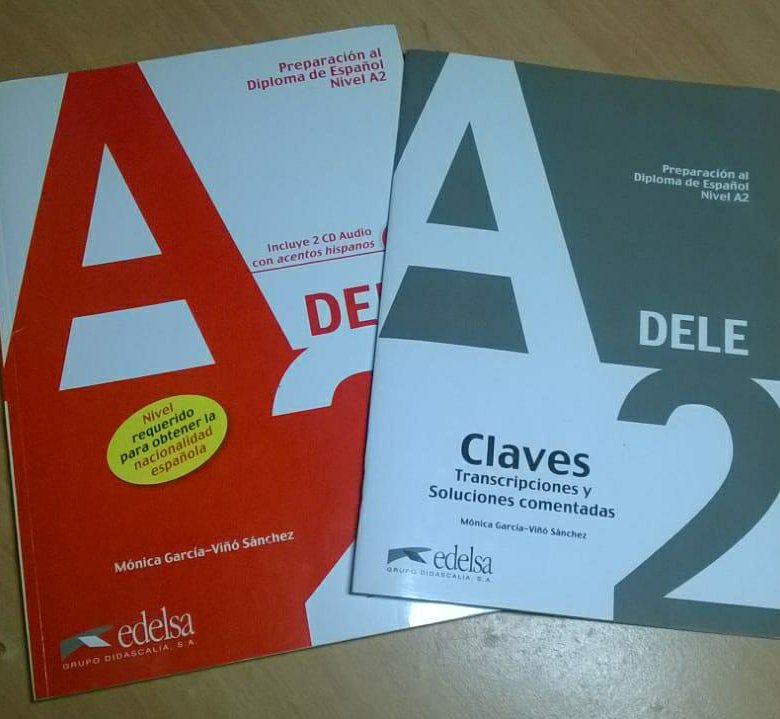 Preparación al
Diploma de Español
Nivel A2
A
Incluye 2 CD Audio
con acentos hispanos
DE
2
Nivel
requerido
para obtener la
nacionalidad
española
Mónica García-Viñó Sánchez
edelsa
GRUPO DIDASCALIA, S.A.
Preparación al
Diploma de Español
Nivel A2
A
DELE
2
Claves
Transcripciones y
Soluciones comentadas
Mónica García-Viñó Sánchez
edelsa
GRUPO DIDASCALIA, S.A.